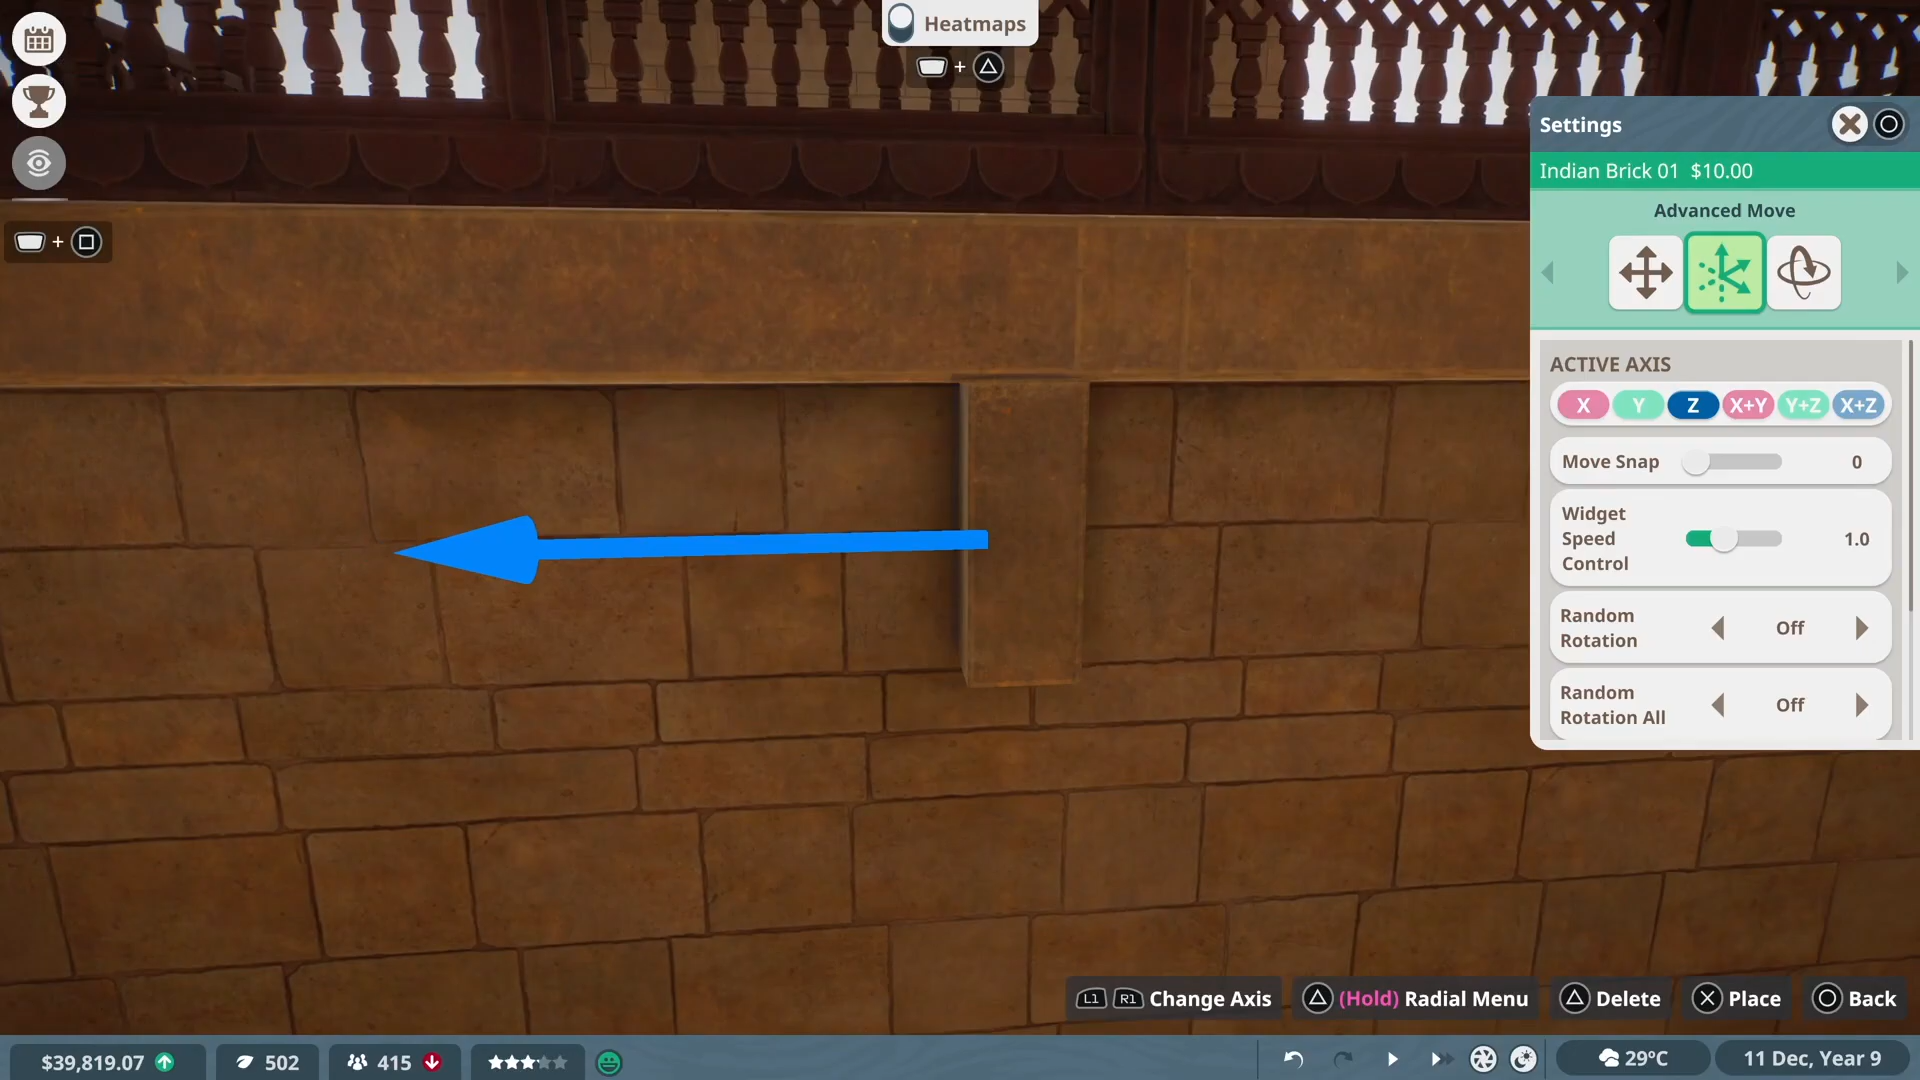 Heatmaps
+
+
Settings
Indian Brick 01 $10.00
Advanced Move
ACTIVE AXIS
X Y Z X+Y Y+Z X+Z
Move Snap 0
Widget
Speed
Control
1.0
Random
Rotation
Off
Random
Rotation All
Off
L1 R1 Change Axis
(Hold) Radial Menu
Delete
Place
Back
$39,819.07
502
415
29°C
11 Dec, Year 9